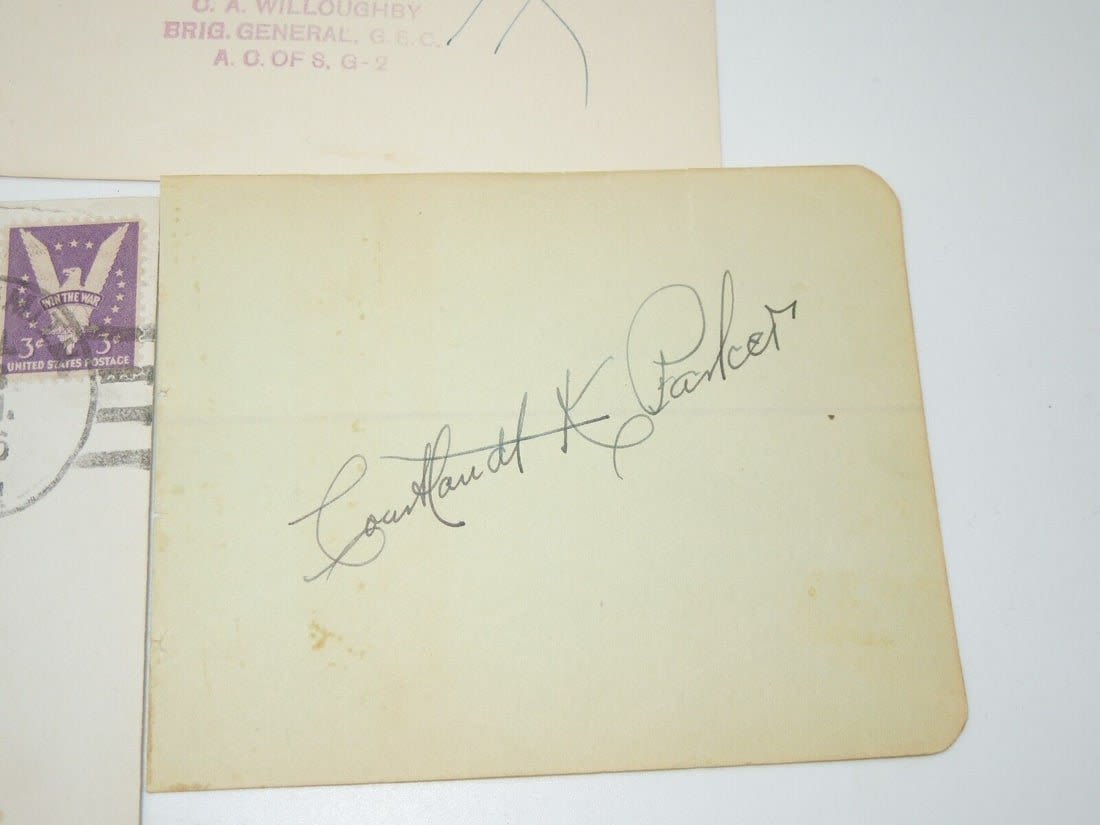 C. A. WILLOUGHBY
BRIG. GENERAL, G.S.C.
A. C. OF S, G-2
WIN THE WAR
3¢ 3¢
UNITED STATES POSTAGE
Courtlandt K Parker